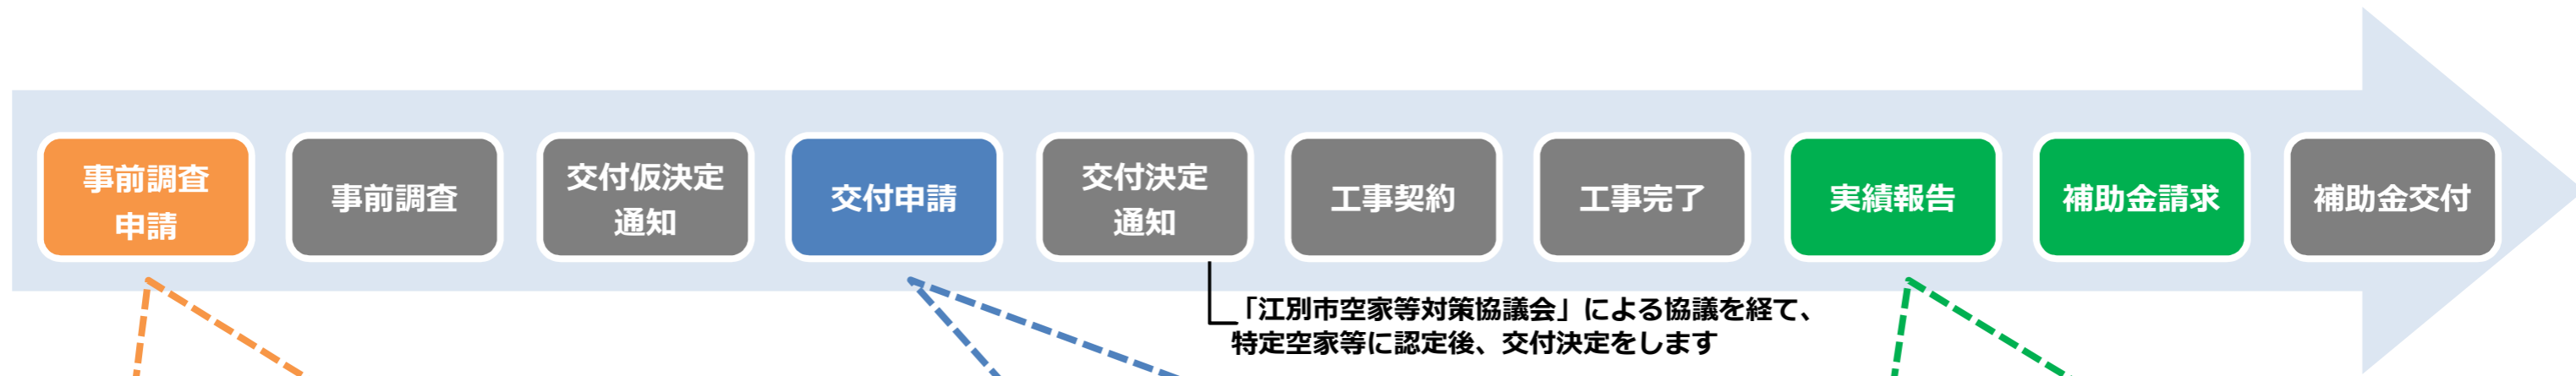 事前調査
申請
事前調査
交付仮決定
通知
交付申請
交付決定
通知
工事契約
工事完了
実績報告
補助金請求
補助金交付
「江別市空家等対策協議会」による協議を経て、
特定空家等に認定後、交付決定をします